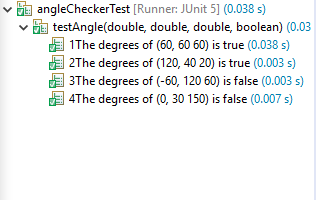 angleCheckerTest [Runner: JUnit 5] (0.038 s)
testAngle(double, double, double, boolean) (0.03
1The degrees of (60, 60 60) is true (0.038 s)
2The degrees of (120, 40 20) is true (0.003 s)
3The degrees of (-60, 120 60) is false (0.003 s)
4The degrees of (0, 30 150) is false (0.007 s)